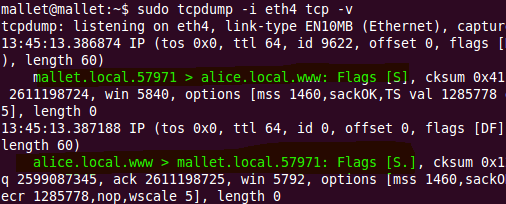 mallet@mallet:~$ sudo tcpdump -i eth4 tcp -v
tcpdump: listening on eth4, link-type EN10MB (Ethernet), captur
13:45:13.386874 IP (tos 0x0, ttl 64, id 9622, offset 0, flags [
), length 60)
mallet.local.57971 > alice.local.www: Flags [S], cksum 0x41
2611198724, win 5840, options [mss 1460,sackOK,TS val 1285778
5], length 0
13:45:13.387188 IP (tos 0x0, ttl 64, id 0, offset 0, flags [DF]
length 60)
alice.local.www > mallet.local.57971: Flags [S.], cksum 0x1
q 2599087345, ack 2611198725, win 5792, options [mss 1460,sack
ecr 1285778,nop,wscale 5], length 0